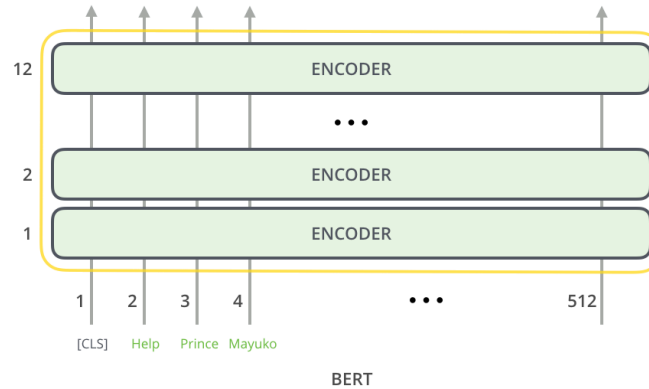 12 ENCODER
...
2 ENCODER
1 ENCODER
1 2 3 4 ... 512
[CLS] Help Prince Mayuko
BERT